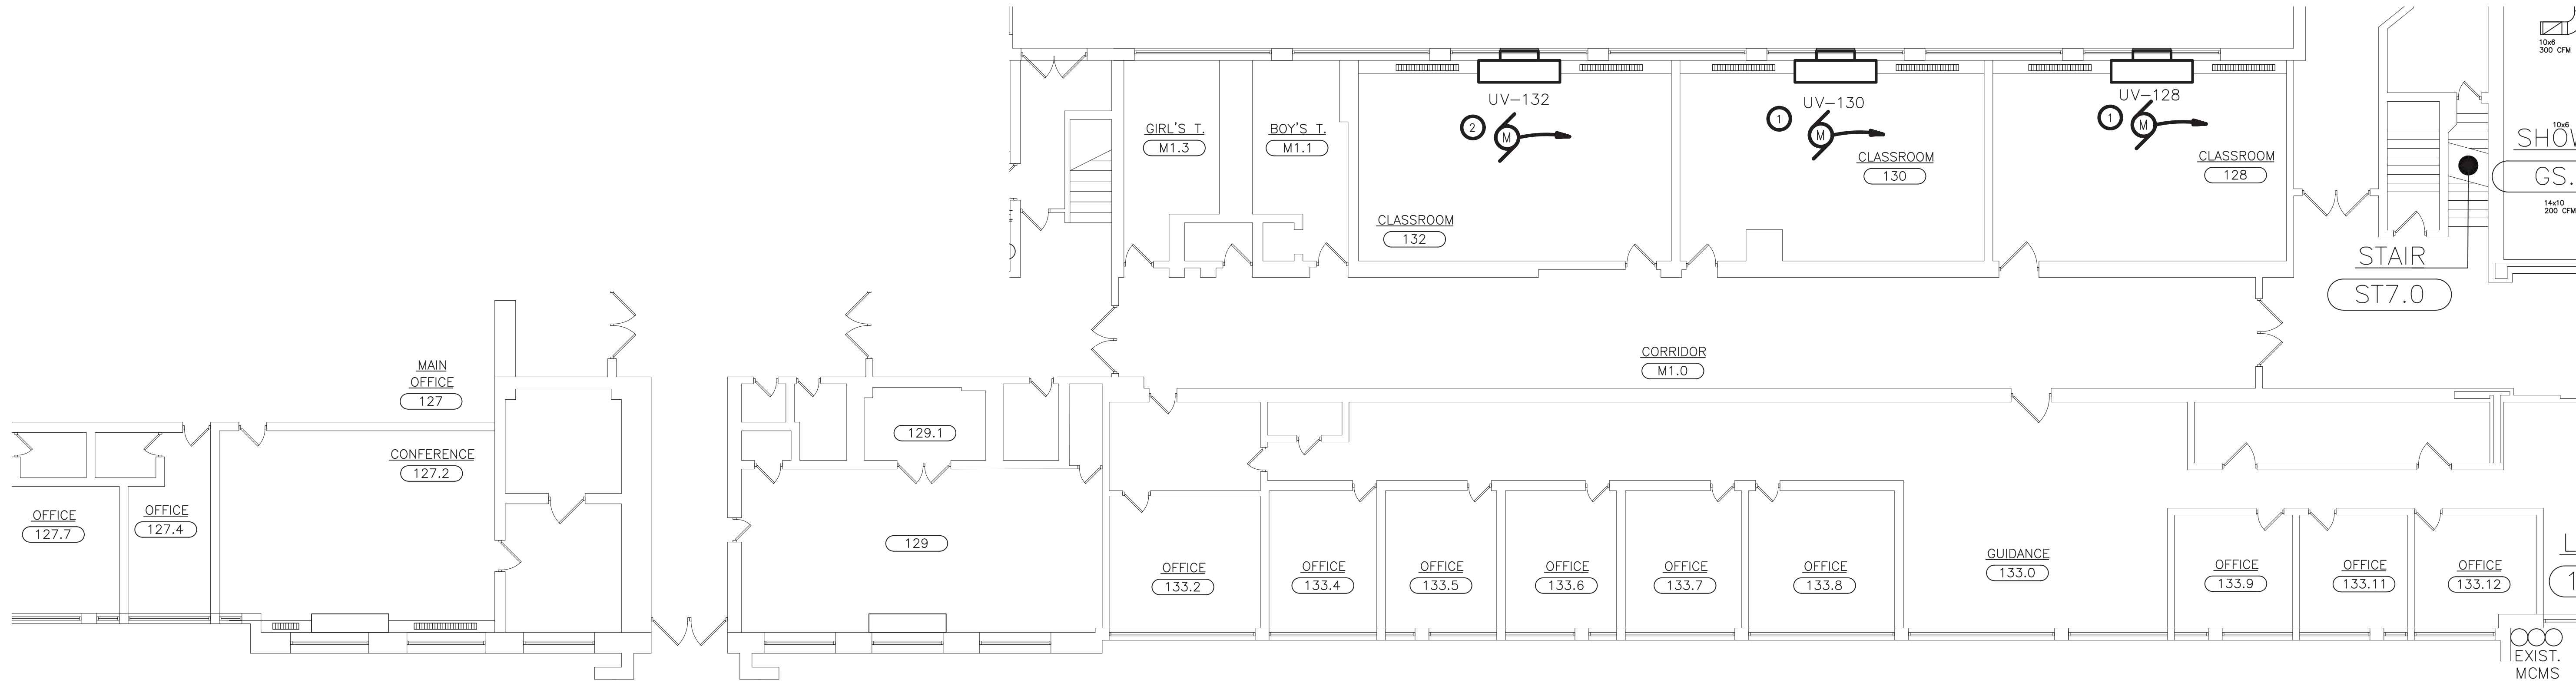 10x6
300 CFM
UV-132
UV-130
UV-128
2
M
1
M
1
M
GIRL'S T.
M1.3
BOY'S T.
M1.1
CLASSROOM
130
CLASSROOM
128
10x6
GS.
14x10
200 CFM
CLASSROOM
132
STAIR
ST7.0
CORRIDOR
M1.0
MAIN
OFFICE
127
129.1
CONFERENCE
127.2
OFFICE
127.7
OFFICE
127.4
129
OFFICE
133.2
OFFICE
133.4
OFFICE
133.5
OFFICE
133.6
OFFICE
133.7
OFFICE
133.8
GUIDANCE
133.0
OFFICE
133.9
OFFICE
133.11
OFFICE
133.12
EXIST.
MCMS